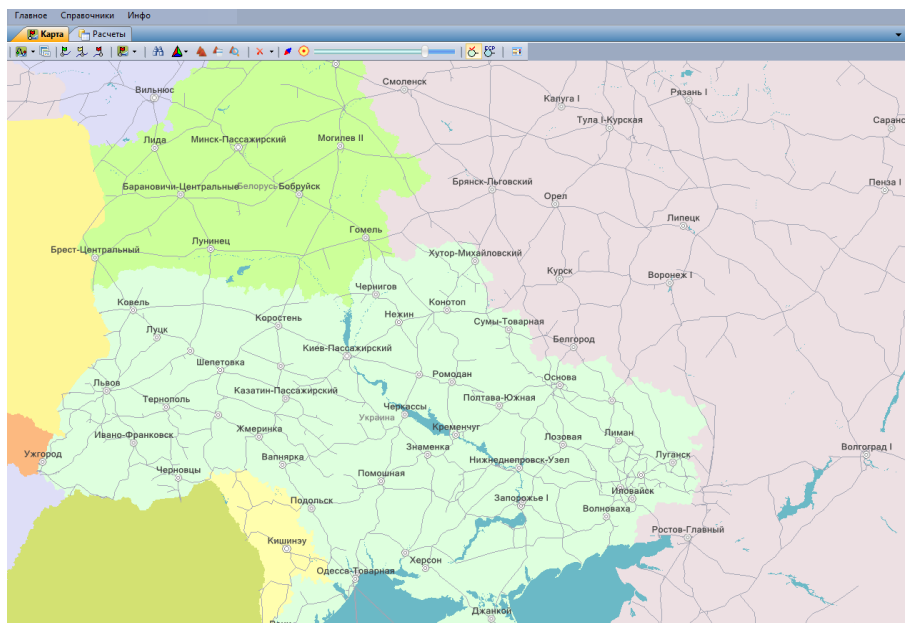 Главное Справочники Инфо
Карта Расчеты
ECP
Смоленск
Вильнюс
Калуга I
Рязань I
Тула I-Курская
Саранс
Лида
Минск-Пассажирский
Могилев II
Барановичи-Центральные
Белорусь
Бобруйск
Брянск-Льговский
Пенза I
Орел
Липецк
Гомель
Лунинец
Брест-Центральный
Хутор-Михайловский
Курск
Воронеж I
Чернигов
Ковель
Конотоп
Коростень
Нежин
Луцк
Сумы-Товарная
Белгород
Киев-Пассажирский
Шепетовка
Ромодан
Основа
Львов
Казатин-Пассажирский
Тернополь
Полтава-Южная
Черкассы
Украина
Жмеринка
Кременчуг
Ивано-Франковск
Лиман
Лозовая
Знаменка
Волгоград I
Ужгород
Вапнярка
Нижнеднепровск-Узел
Луганск
Черновцы
Помошная
Иловайск
Подольск
Запорожье I
Волноваха
Ростов-Главный
Кишинэу
Херсон
Одесса-Товарная
Джанкой